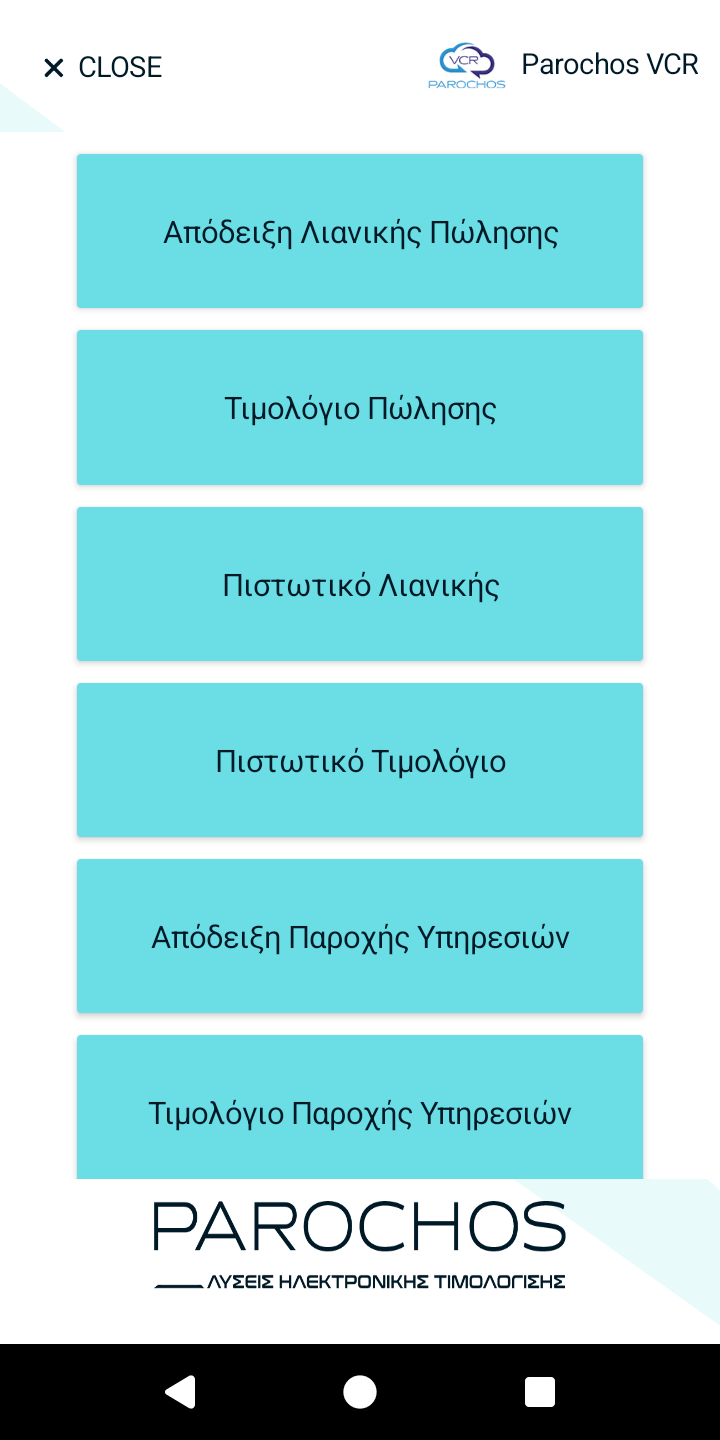 CLOSE
VCR
PAROCHOS
Parochos VCR
Απόδειξη Λιανικής Πώλησης
Τιμολόγιο Πώλησης
Πιστωτικό Λιανικής
Πιστωτικό Τιμολόγιο
Απόδειξη Παροχής Υπηρεσιών
Τιμολόγιο Παροχής Υπηρεσιών
PAROCHOS
ΛΥΣΕΙΣ ΗΛΕΚΤΡΟΝΙΚΗΣ ΤΙΜΟΛΟΓΙΣΗΣ